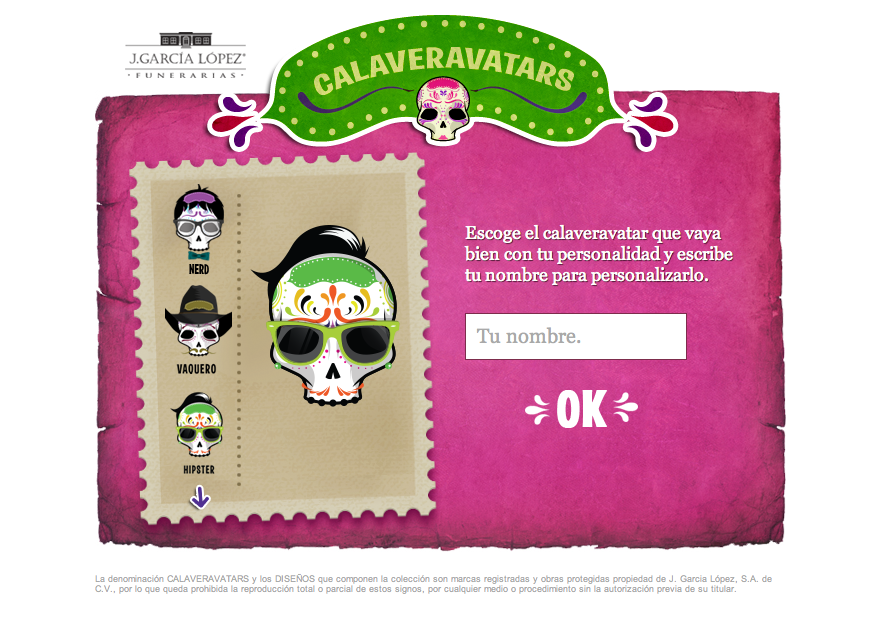 J.GARCÍA LÓPEZ®
· FUNERARIAS ·
CALAVERAVATARS
NERD
VAQUERO
HIPSTER
Escoge el calaveravatar que vaya
bien con tu personalidad y escribe
tu nombre para personalizarlo.
Tu nombre.
OK
La denominación CALAVERAVATARS y los DISEÑOS que componen la colección son marcas registradas y obras protegidas propiedad de J. García López, S.A. de
C.V., por lo que queda prohibida la reproducción total o parcial de estos signos, por cualquier medio o procedimiento sin la autorización previa de su titular.